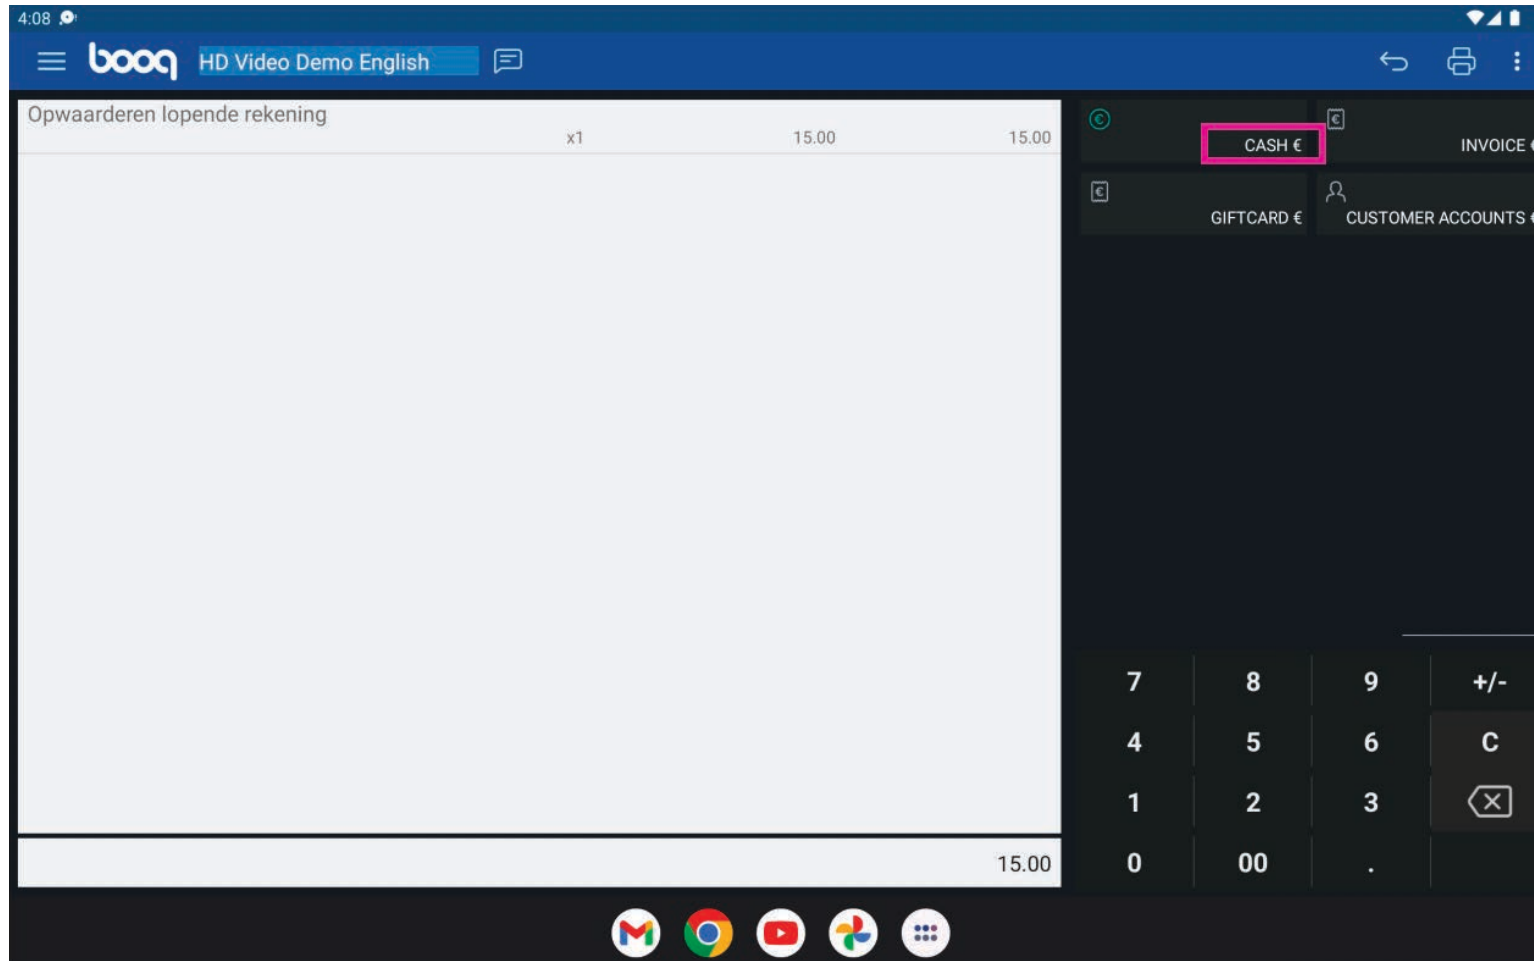 4:08
booq HD Video Demo English
Opwaarderen lopende rekening
x1 15.00 15.00
CASH €
INVOICE €
GIFTCARD €
CUSTOMER ACCOUNTS €
7 8 9 +/-
4 5 6 C
1 2 3
0 00 .
15.00